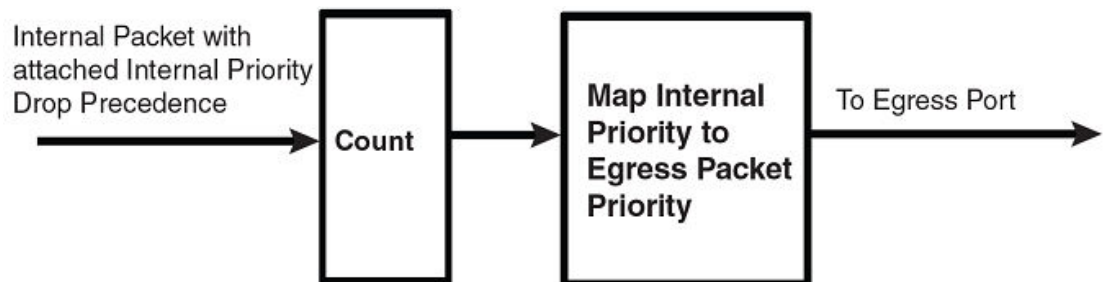 Internal Packet with
attached Internal Priority
Drop Precedence
Count
Map Internal
Priority to
Egress Packet
Priority
To Egress Port